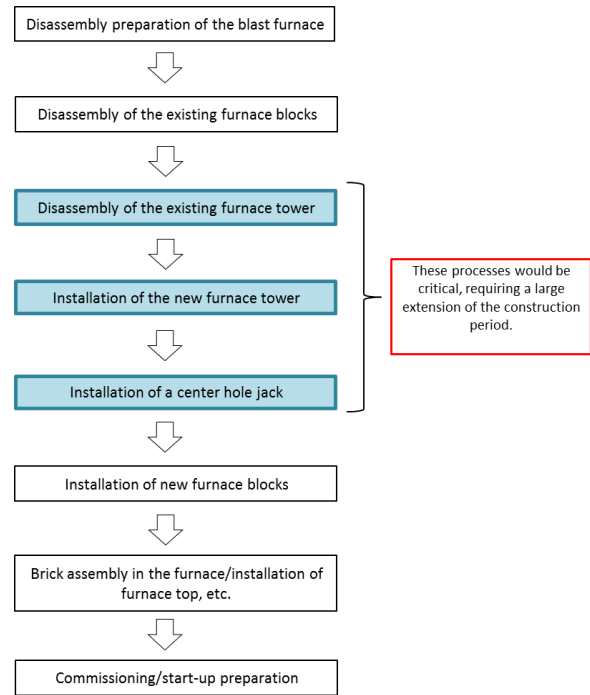 Disassembly preparation of the blast furnace
Disassembly of the existing furnace blocks
Disassembly of the existing furnace tower
Installation of the new furnace tower
Installation of a center hole jack
These processes would be
critical, requiring a large
extension of the construction
period.
Installation of new furnace blocks
Brick assembly in the furnace/installation of
furnace top, etc.
Commissioning/start-up preparation